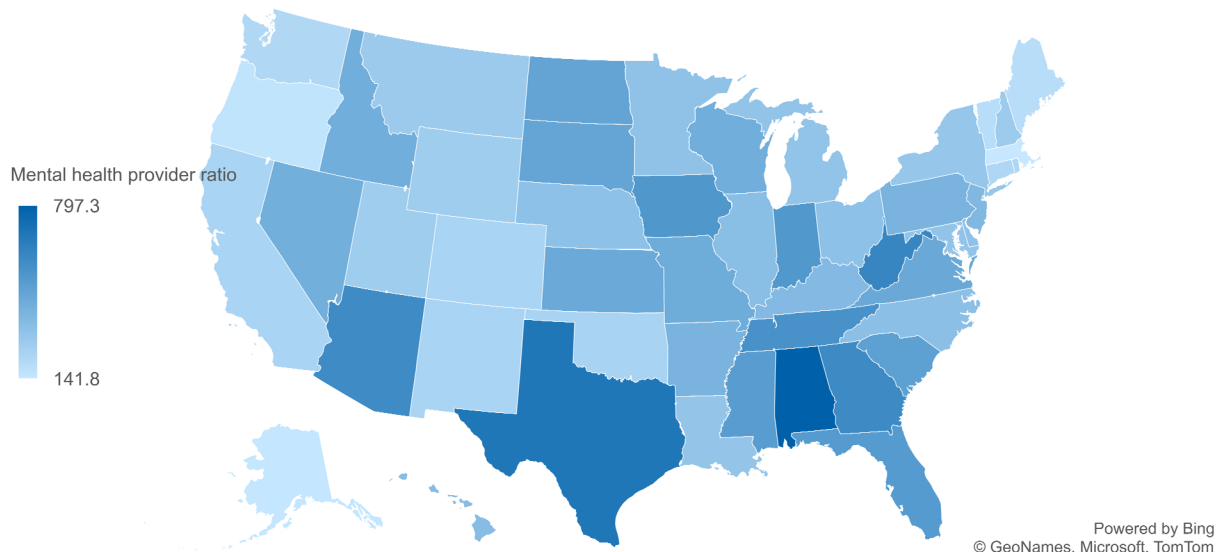 Mental health provider ratio
797.3
141.8
Powered by Bing
© GeoNames, Microsoft, TomTom